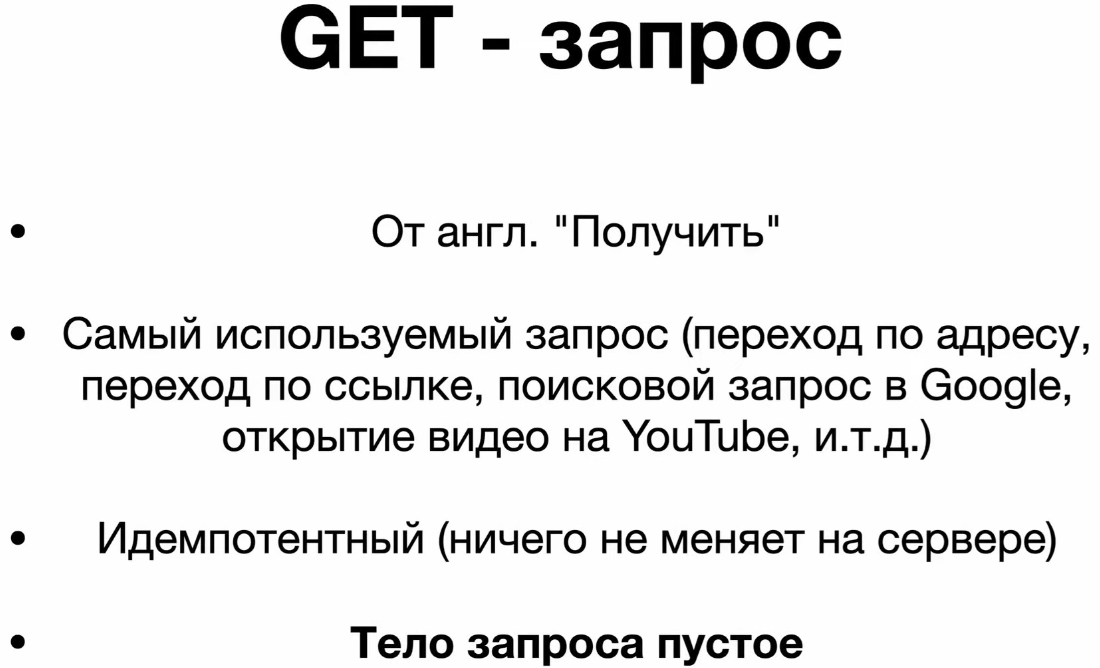 GET - запрос
• От англ. "Получить"
• Самый используемый запрос (переход по адресу,
переход по ссылке, поисковой запрос в Google,
открытие видео на YouTube, и.т.д.)
• Идемпотентный (ничего не меняет на сервере)
• Тело запроса пустое